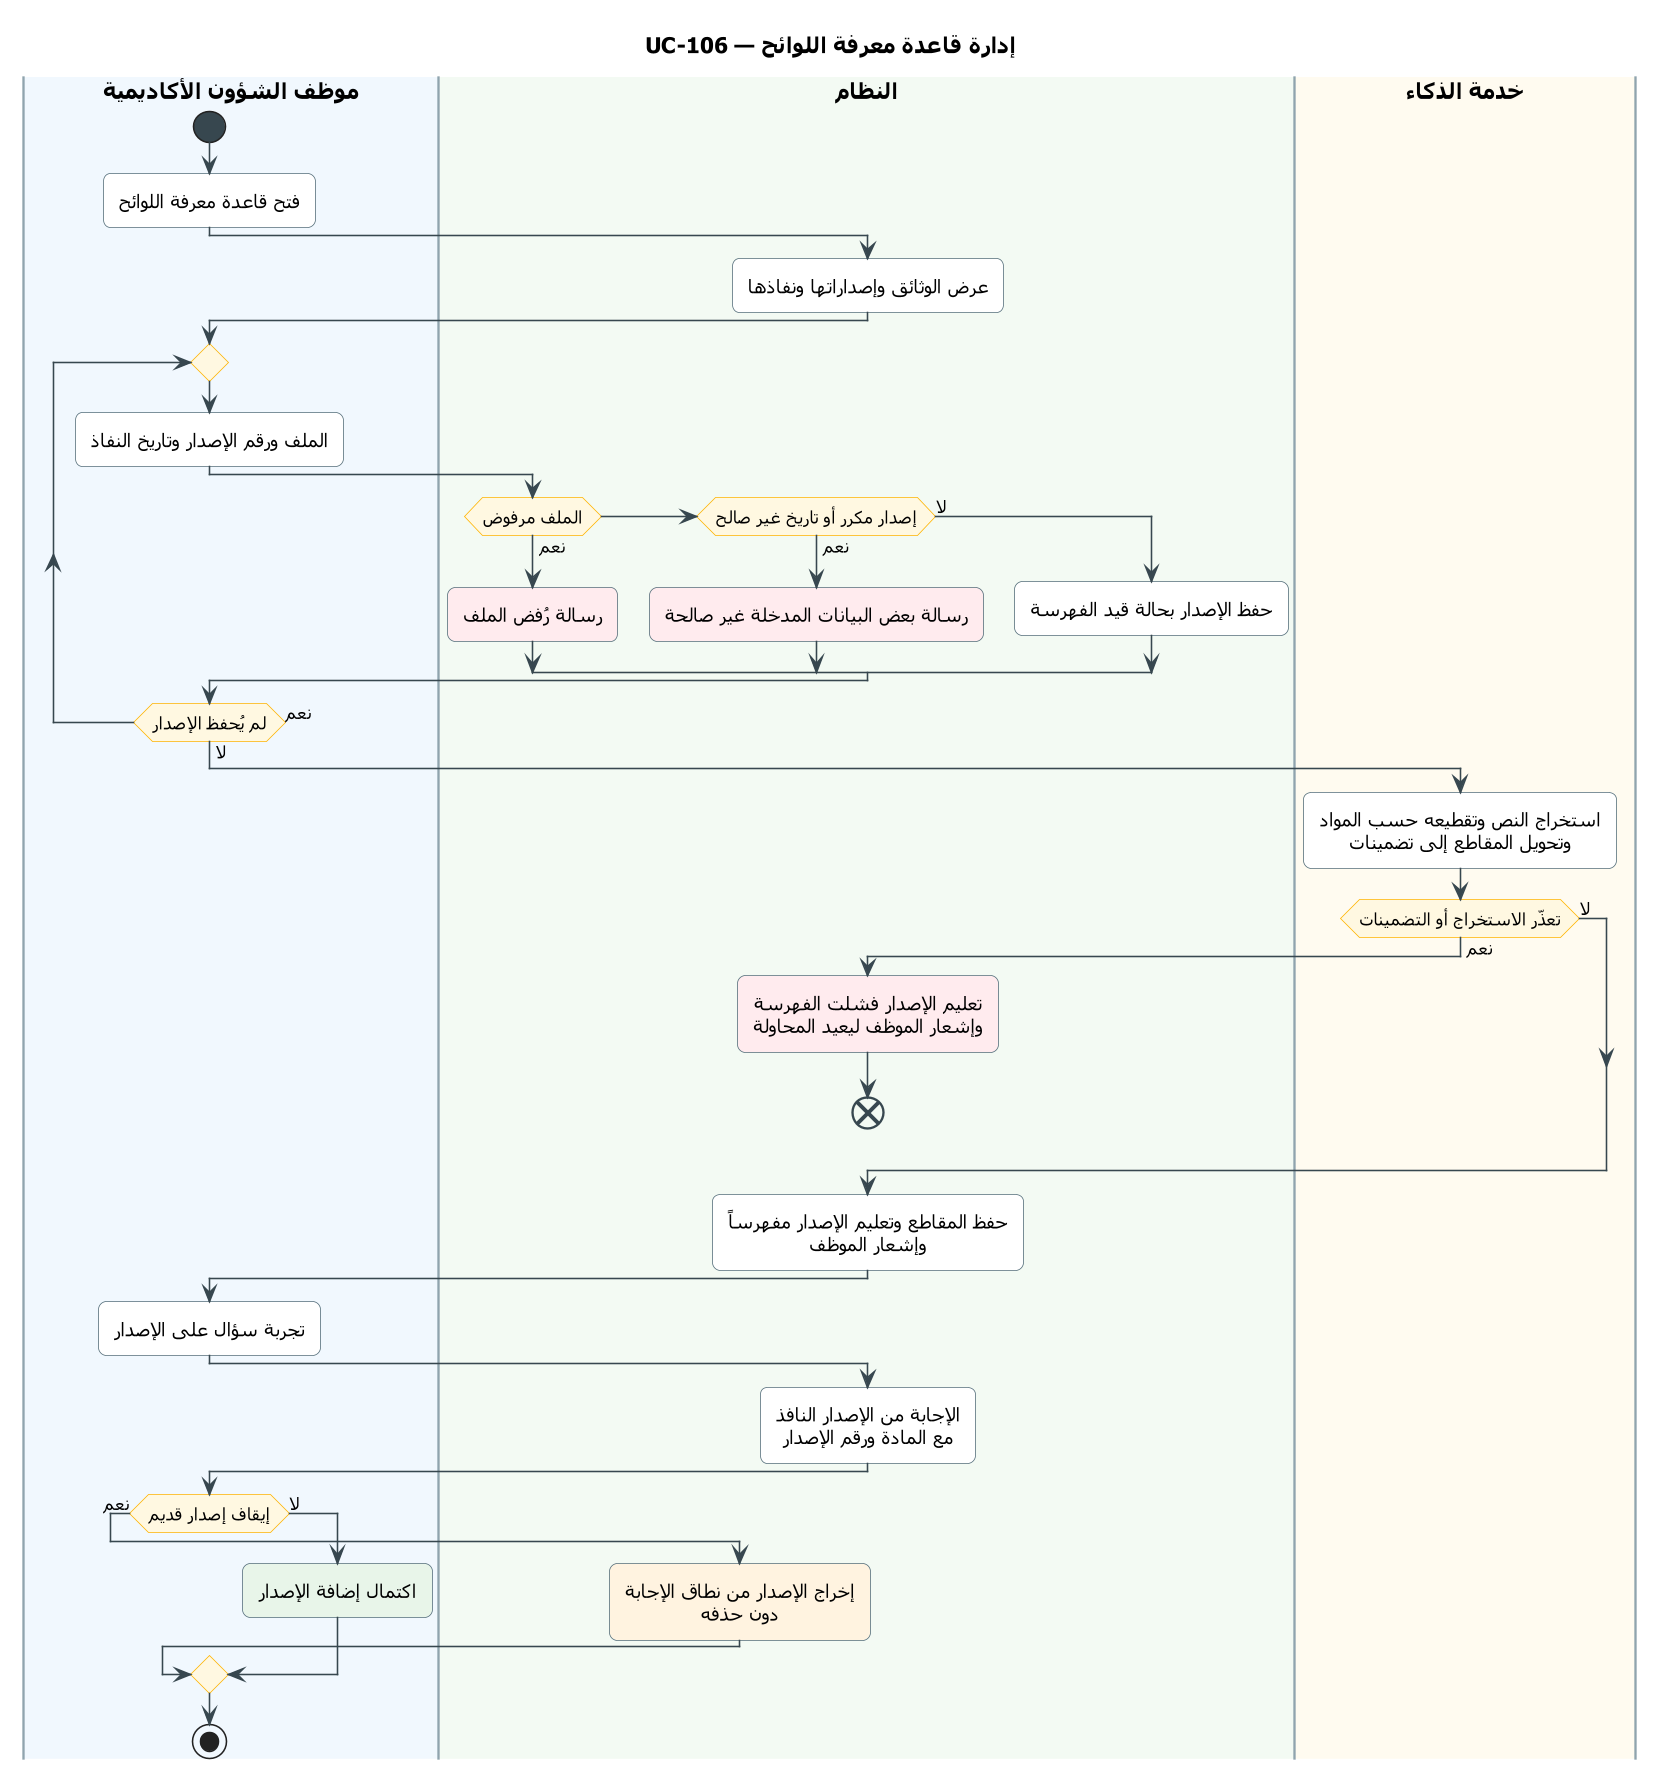 UC-106 — إدارة قاعدة معرفة اللوائح
موظف الشؤون الأكاديمية
النظام
خدمة الذكاء
فتح قاعدة معرفة اللوائح
عرض الوثائق وإصداراتها ونفاذها
الملف ورقم الإصدار وتاريخ النفاذ
الملف مرفوض
إصدار مكرر أو تاريخ غير صالح
لا
نعم
نعم
رسالة رُفض الملف
رسالة بعض البيانات المدخلة غير صالحة
حفظ الإصدار بحالة قيد الفهرسة
لم يُحفظ الإصدار
نعم
لا
استخراج النص وتقطيعه حسب المواد
وتحويل المقاطع إلى تضمينات
تعذّر الاستخراج أو التضمينات
لا
نعم
تعليم الإصدار فشلت الفهرسة
وإشعار الموظف ليعيد المحاولة
حفظ المقاطع وتعليم الإصدار مفهرساً
وإشعار الموظف
تجربة سؤال على الإصدار
الإجابة من الإصدار النافذ
مع المادة ورقم الإصدار
نعم
إيقاف إصدار قديم
لا
اكتمال إضافة الإصدار
إخراج الإصدار من نطاق الإجابة
دون حذفه